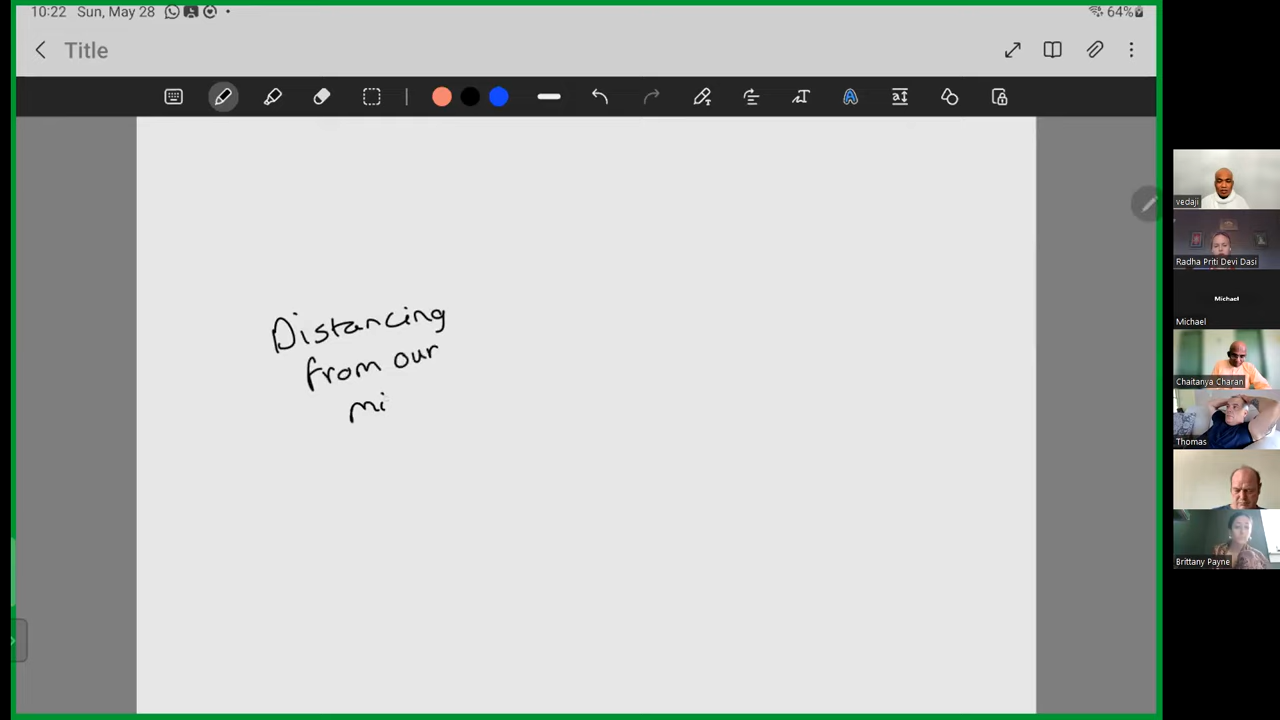 10:22 Sun, May 28
64%
Title
Distancing
from our
mi
vedaji
Radha Priti Devi Dasi
Michael
Michael
Chaitanya Charan
Thomas
Brittany Payne